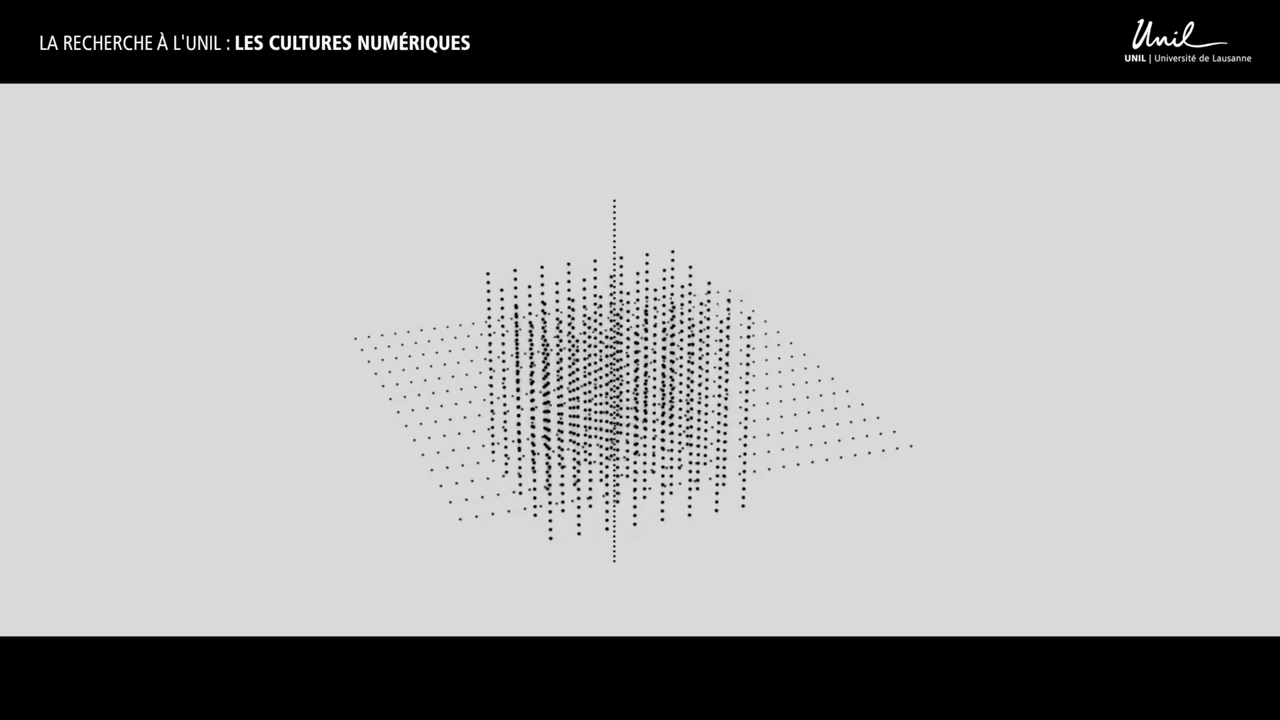 LA RECHERCHE À L'UNIL : LES CULTURES NUMÉRIQUES
Unil
UNIL | Université de Lausanne